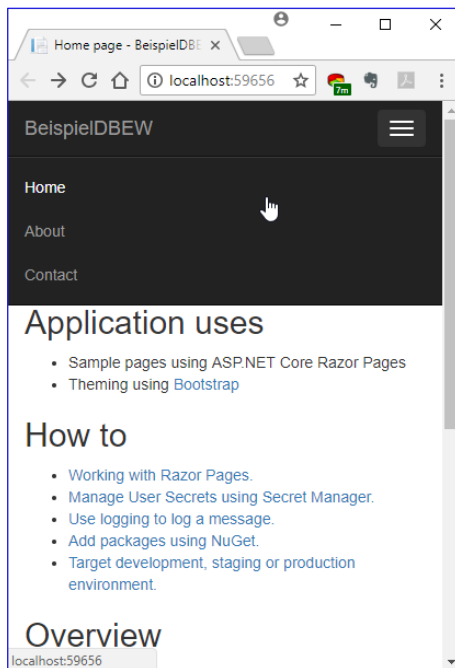 Home page - BeispielDBE
localhost:59656
7m
BeispielDBEW
Home
About
Contact
Application uses
Sample pages using ASP.NET Core Razor Pages
Theming using Bootstrap
How to
Working with Razor Pages.
Manage User Secrets using Secret Manager.
Use logging to log a message.
Add packages using NuGet.
Target development, staging or production
environment.
Overview
localhost:59656